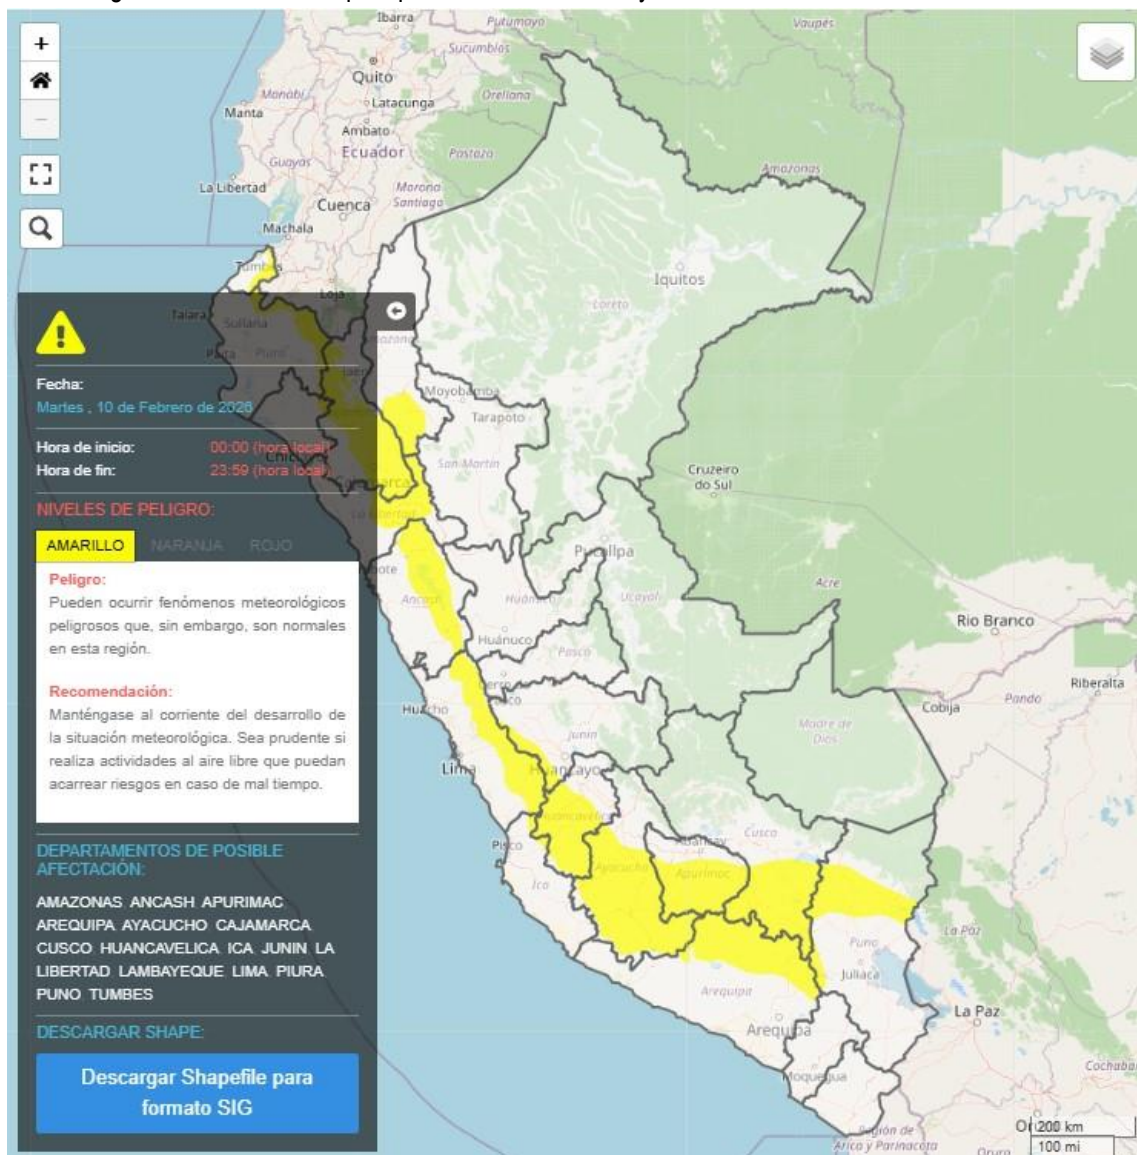 Ibarra
Putumayo
Vaupés
+
Sucumbíos
Quito
Orellana
Manabí
Latacunga
Manta
Ambato
Ecuador
Pastaza
Guayas
Amazonas
La Libertad
Morona
Santiago
Cuenca
Machala
Tumbes
Iquitos
Loja
Loreto
Talara
Sullana
Paita
Piura
Jaén
Fecha:
Martes , 10 de Febrero de 2026
Moyobamba
Tarapoto
Hora de inicio: 00:00 (hora local)
Hora de fin: 23:59 (hora local)
San Martín
Cajamarca
Cruzeiro
do Sul
La Libertad
NIVELES DE PELIGRO:
AMARILLO NARANJA ROJO
Pucallpa
Peligro:
Pueden ocurrir fenómenos meteorológicos
peligrosos que, sin embargo, son normales
en esta región.
Ancash
Huánuco
Ucayali
Acre
Rio Branco
Huánuco
Pasco
Recomendación:
Manténgase al corriente del desarrollo de
la situación meteorológica. Sea prudente si
realiza actividades al aire libre que puedan
acarrear riesgos en caso de mal tiempo.
Riberalta
Pando
Cobija
Huacho
Junín
Madre de
Dios
Lima
Huancayo
Huancavelica
Cusco
Abancay
Pisco
DEPARTAMENTOS DE POSIBLE
AFECTACIÓN:
Ayacucho
Apurímac
Ica
AMAZONAS ANCASH APURIMAC
AREQUIPA AYACUCHO CAJAMARCA
CUSCO HUANCAVELICA ICA JUNIN LA
LIBERTAD LAMBAYEQUE LIMA PIURA
PUNO TUMBES
La Paz
Puno
Juliaca
Arequipa
La Paz
DESCARGAR SHAPE:
Arequipa
Descargar Shapefile para
formato SIG
Moquegua
Cochaba
200 km
100 mi
Región de
Arica y Parinacota
Oruro